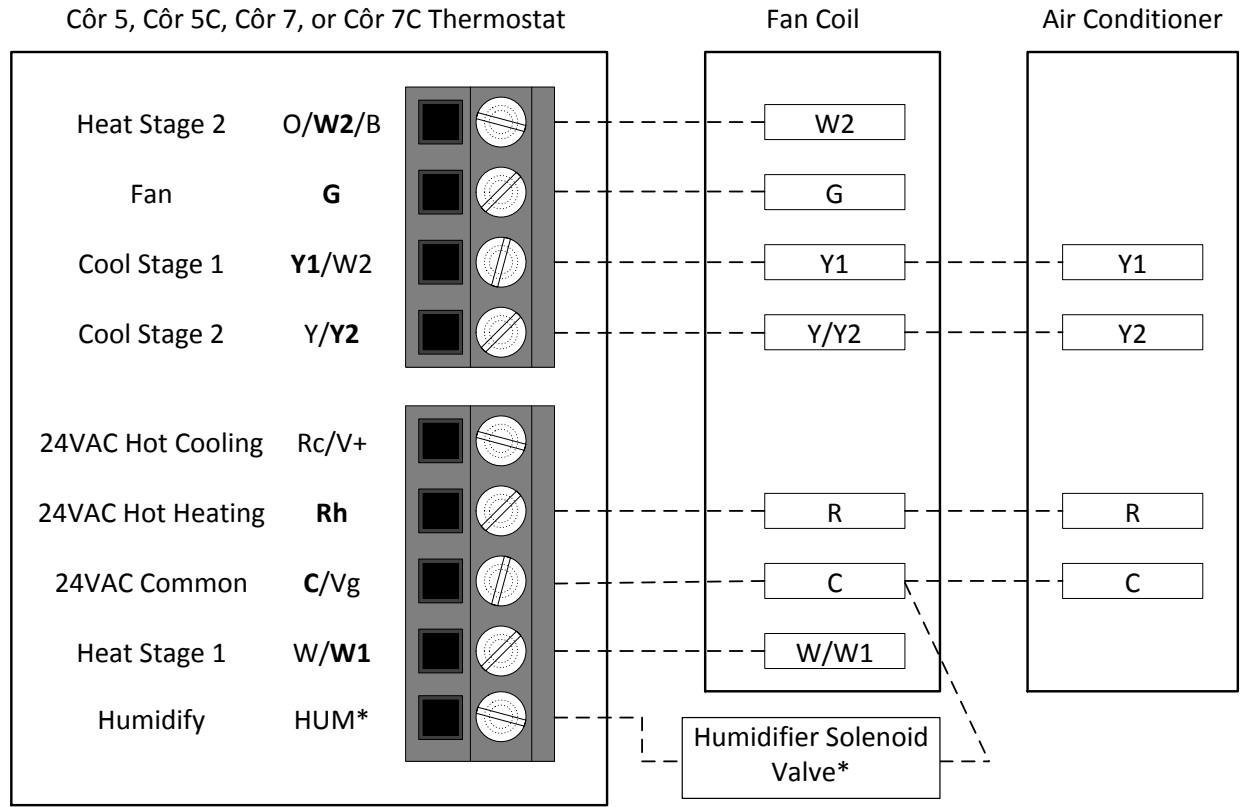 Côr 5, Côr 5C, Côr 7, or Côr 7C Thermostat
Fan Coil
Air Conditioner
Heat Stage 2 O/W2/B
W2
Fan G
G
Cool Stage 1 Y1/W2
Y1
Y1
Cool Stage 2 Y/Y2
Y/Y2
Y2
24VAC Hot Cooling Rc/V+
24VAC Hot Heating Rh
R
R
24VAC Common C/Vg
C
C
Heat Stage 1 W/W1
W/W1
Humidify HUM*
Humidifier Solenoid
Valve*